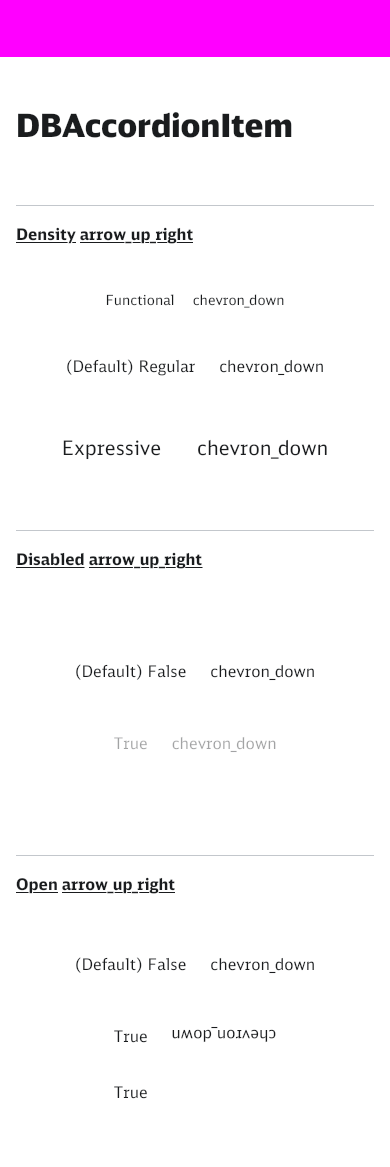 DBAccordionItem
Density arrow_up_right
Functional chevron_down
(Default) Regular chevron_down
Expressive chevron_down
Disabled arrow_up_right
(Default) False chevron_down
True chevron_down
Open arrow_up_right
(Default) False chevron_down
True chevron_down
True